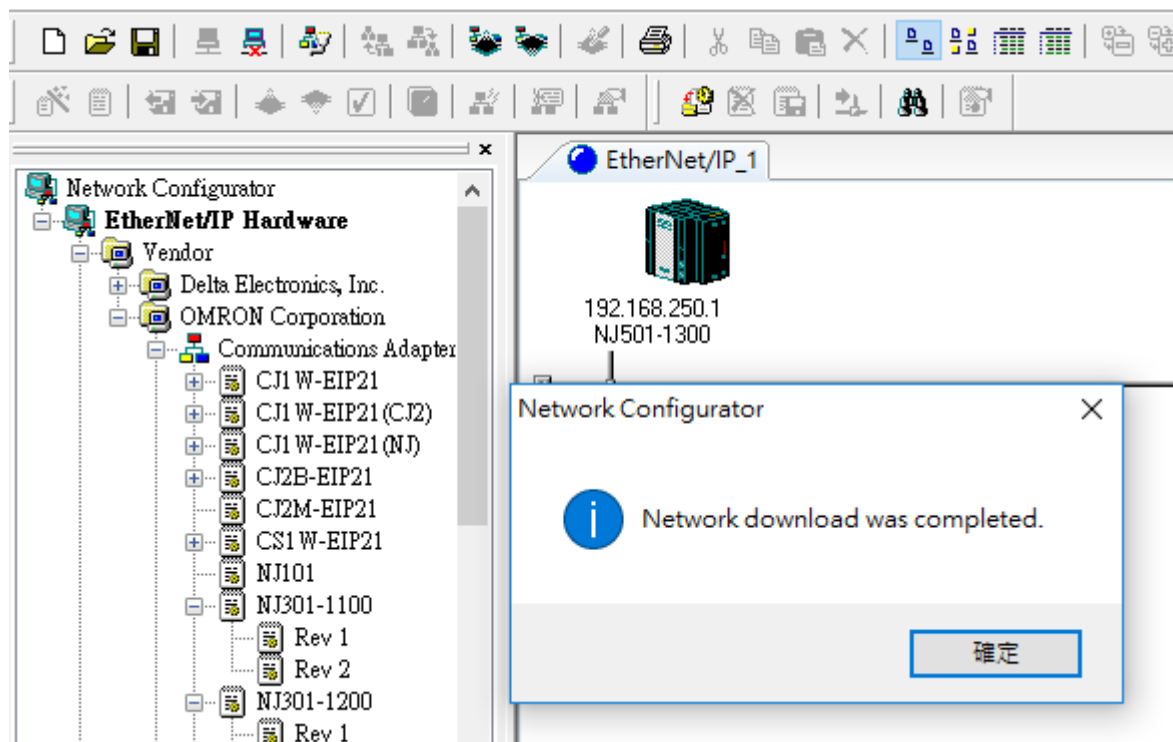 EtherNet/IP_1
Network Configurator
EtherNet/IP Hardware
Vendor
Delta Electronics, Inc.
OMRON Corporation
Communications Adapter
CJ1W-EIP21
CJ1W-EIP21(CJ2)
CJ1W-EIP21(NJ)
CJ2B-EIP21
CJ2M-EIP21
CS1W-EIP21
NJ101
NJ301-1100
Rev 1
Rev 2
NJ301-1200
Rev 1
192.168.250.1
NJ501-1300
Network Configurator
Network download was completed.
確定